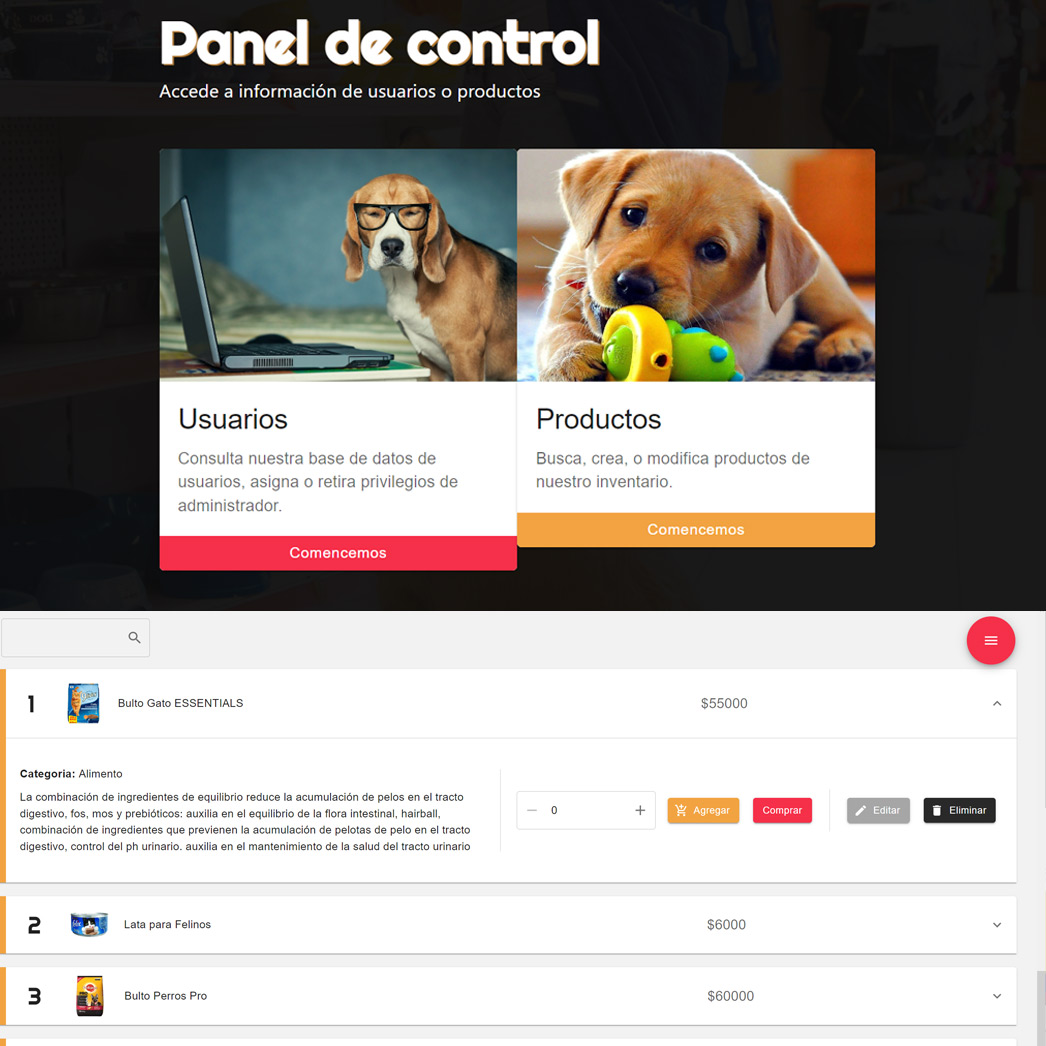 Panel de control
Accede a información de usuarios o productos
Usuarios
Consulta nuestra base de datos de
usuarios, asigna o retira privilegios de
administrador.
Comencemos
Productos
Busca, crea, o modifica productos de
nuestro inventario.
Comencemos
1 Bulto Gato ESSENTIALS $55000
Categoria: Alimento
La combinación de ingredientes de equilibrio reduce la acumulación de pelos en el tracto
digestivo, fos, mos y prebióticos: auxilia en el equilibrio de la flora intestinal, hairball,
combinación de ingredientes que previenen la acumulación de pelotas de pelo en el tracto
digestivo, control del ph urinario. auxilia en el mantenimiento de la salud del tracto urinario
0 Agregar Comprar Editar Eliminar
2 Lata para Felinos $6000
3 Bulto Perros Pro $60000